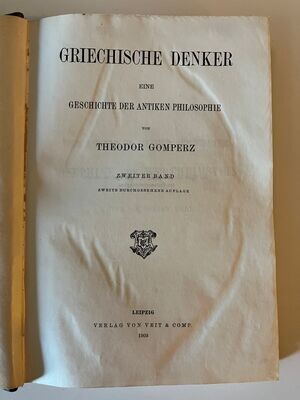 GRIECHISCHE DENKER
EINE
GESCHICHTE DER ANTIKEN PHILOSOPHIE
VON
THEODOR GOMPERZ
ZWEITER BAND
ZWEITE DURCHGESEHENE AUFLAGE
LEIPZIG
VERLAG VON VEIT & COMP.
1903